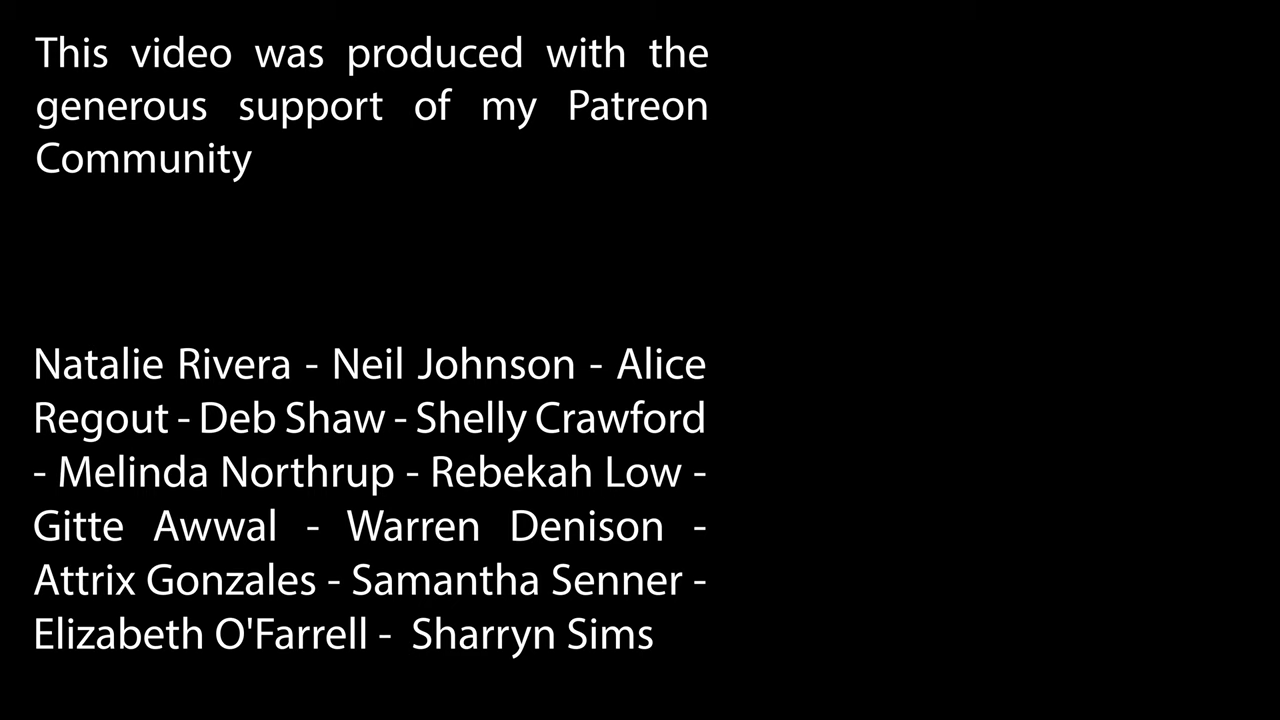 This video was produced with the
generous support of my Patreon
Community
Natalie Rivera - Neil Johnson - Alice
Regout - Deb Shaw - Shelly Crawford
- Melinda Northrup - Rebekah Low -
Gitte Awwal - Warren Denison -
Attrix Gonzales - Samantha Senner -
Elizabeth O'Farrell - Sharryn Sims